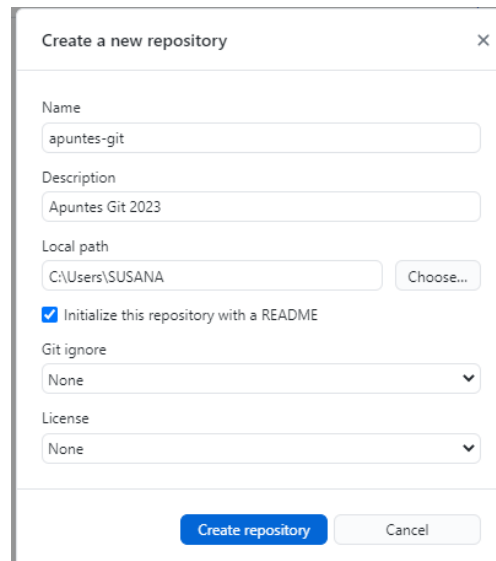 Create a new repository
Name
apuntes-git
Description
Apuntes Git 2023
Local path
C:\Users\SUSANA
Choose...
Initialize this repository with a README
Git ignore
None
License
None
Create repository
Cancel